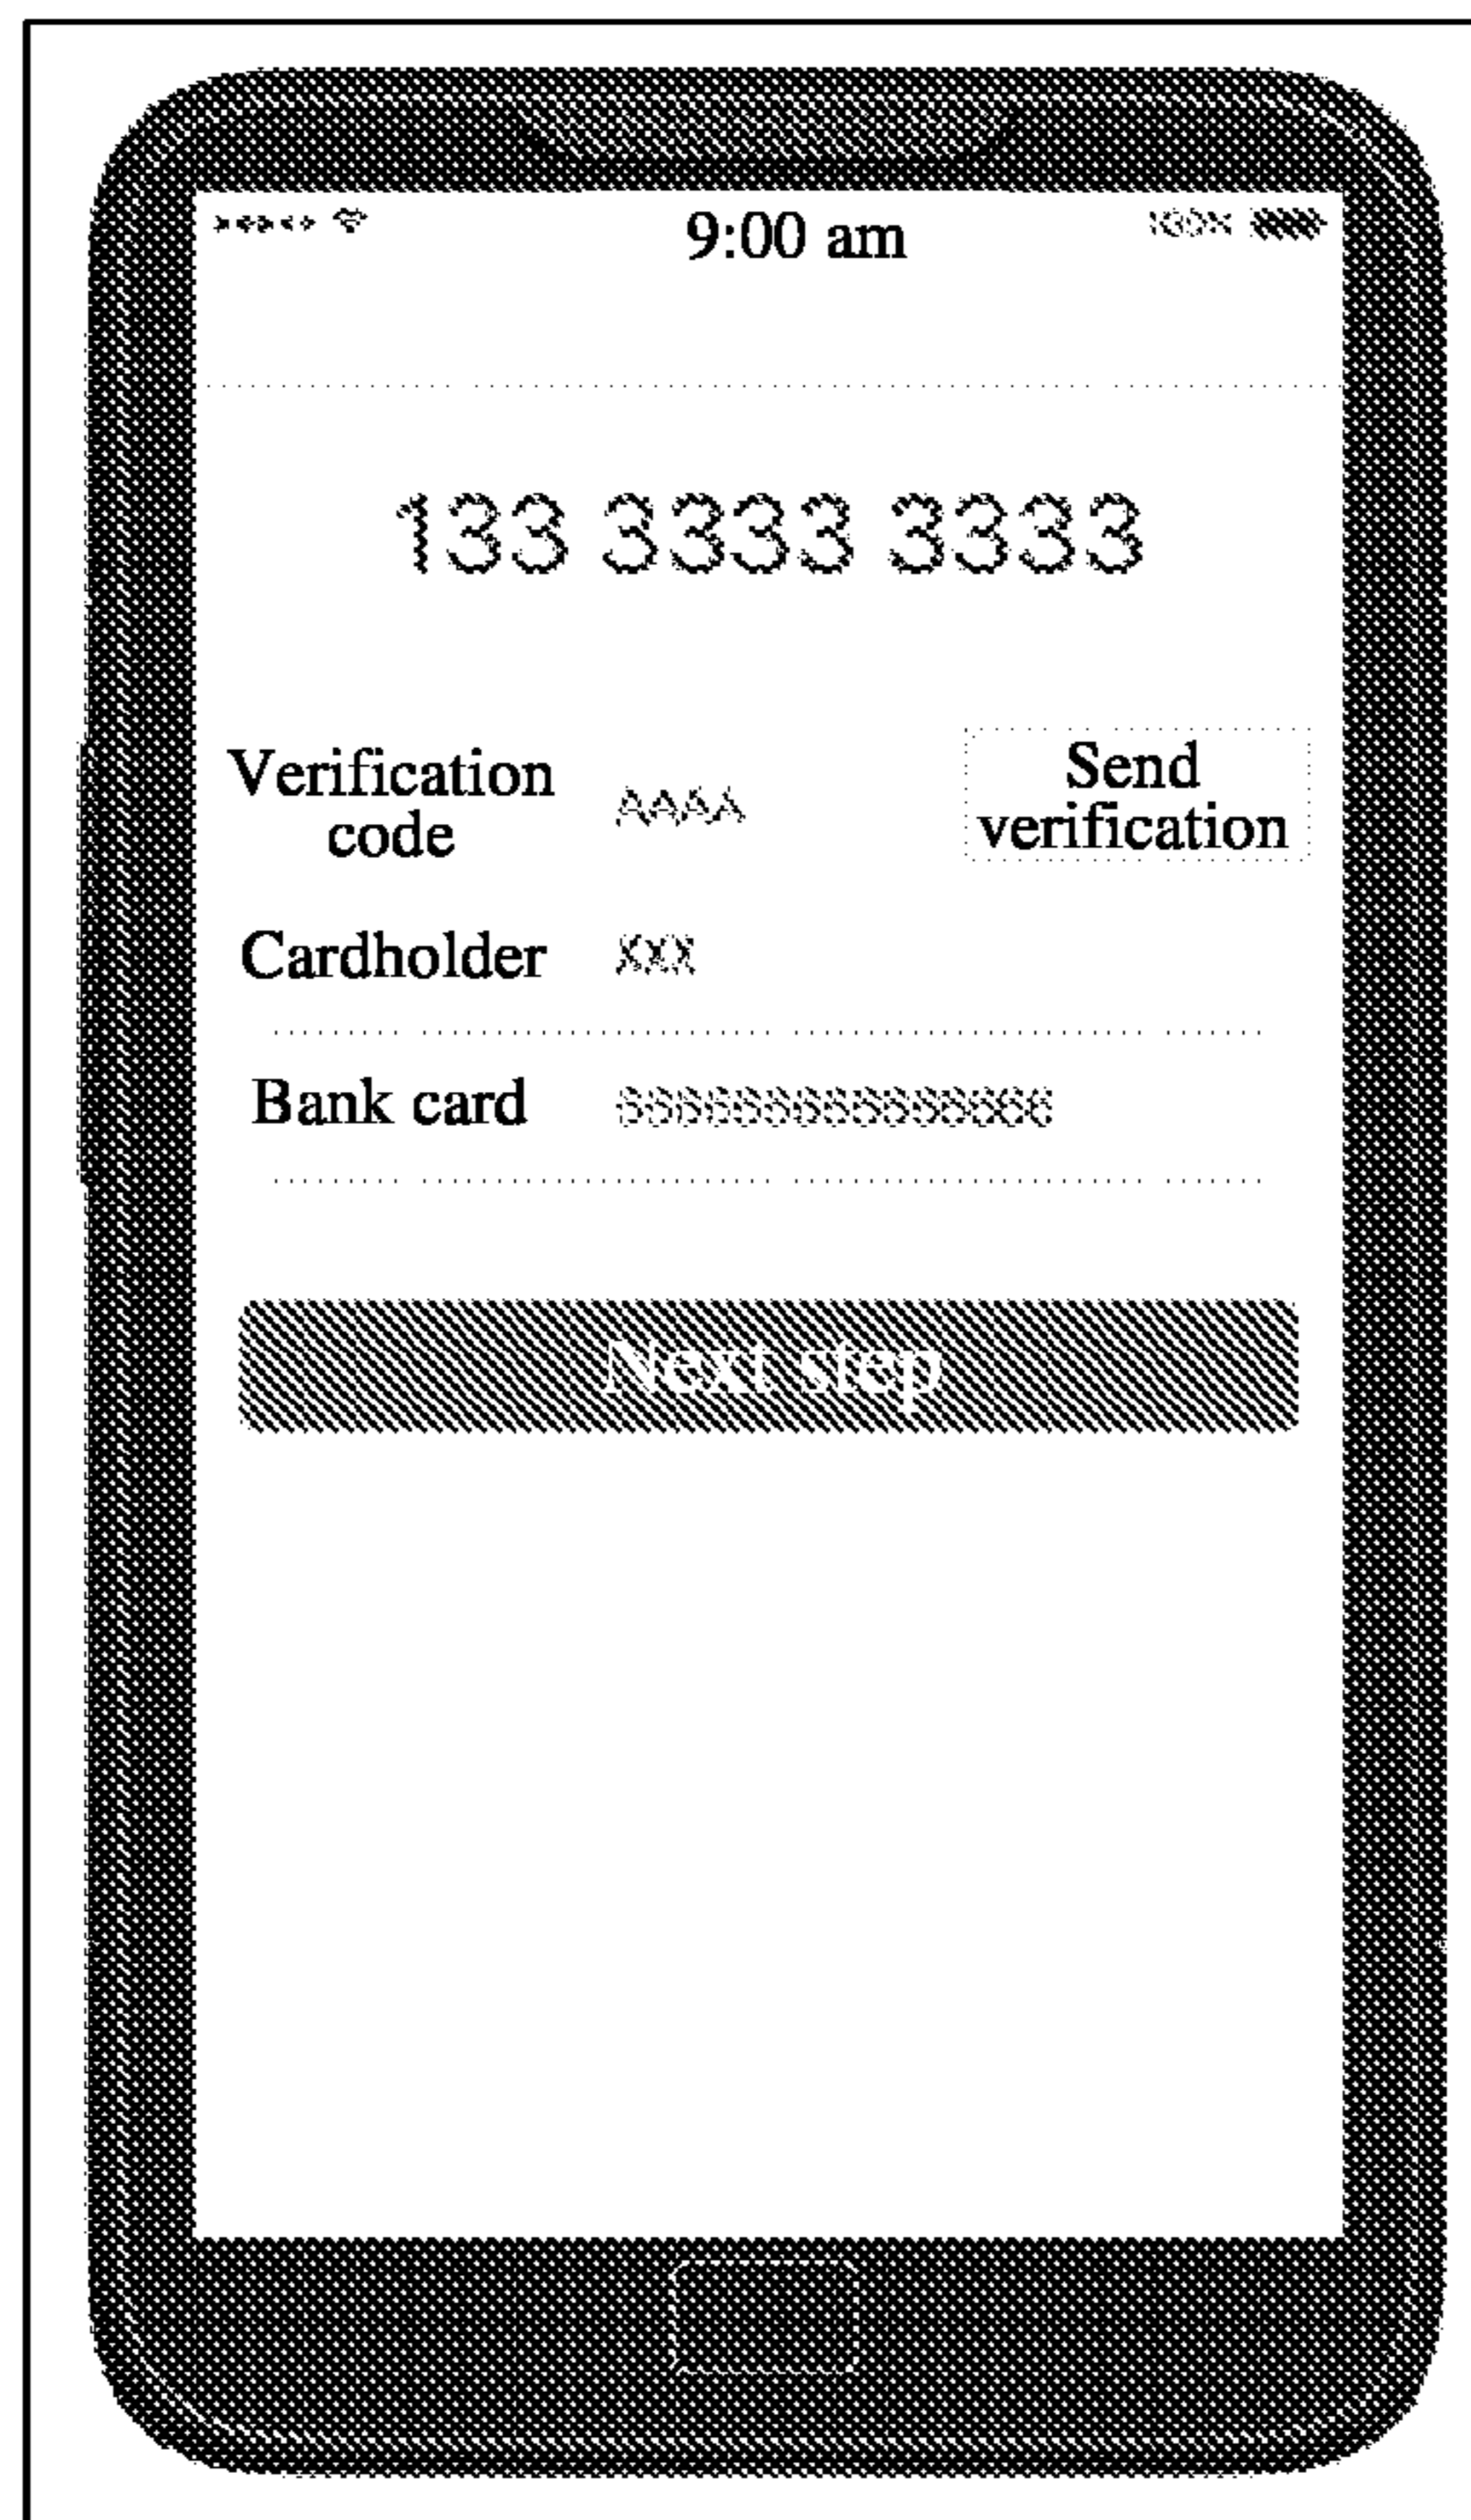 9:00 am
133 3333 3333
Verification
code
AAAA
Send
verification
Cardholder
XXX
Bank card
Next step